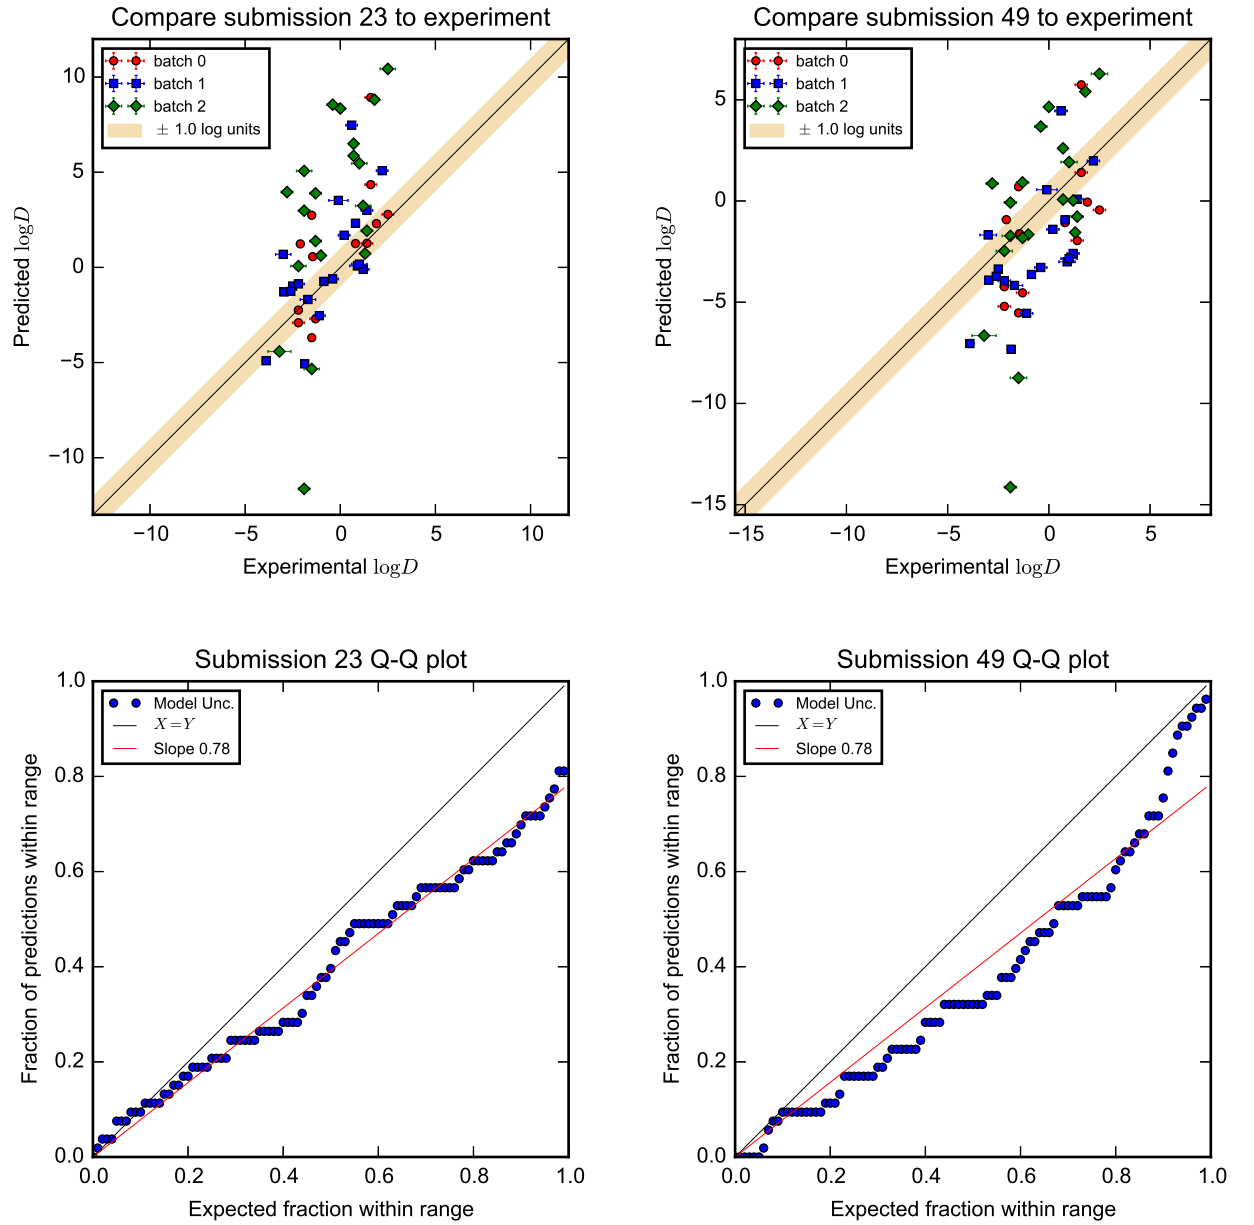 Compare submission 23 to experiment
batch 0
batch 1
batch 2
± 1.0 log units
10
5
0
−5
−10
Predicted logD
−10
−5
0
5
10
Experimental logD
Compare submission 49 to experiment
batch 0
batch 1
batch 2
± 1.0 log units
5
0
−5
−10
−15
Predicted logD
−15
−10
−5
0
5
Experimental logD
Submission 23 Q-Q plot
Model Unc.
X=Y
Slope 0.78
1.0
0.8
0.6
0.4
0.2
0.0
Fraction of predictions within range
0.0
0.2
0.4
0.6
0.8
1.0
Expected fraction within range
Submission 49 Q-Q plot
Model Unc.
X=Y
Slope 0.78
1.0
0.8
0.6
0.4
0.2
0.0
Fraction of predictions within range
0.0
0.2
0.4
0.6
0.8
1.0
Expected fraction within range